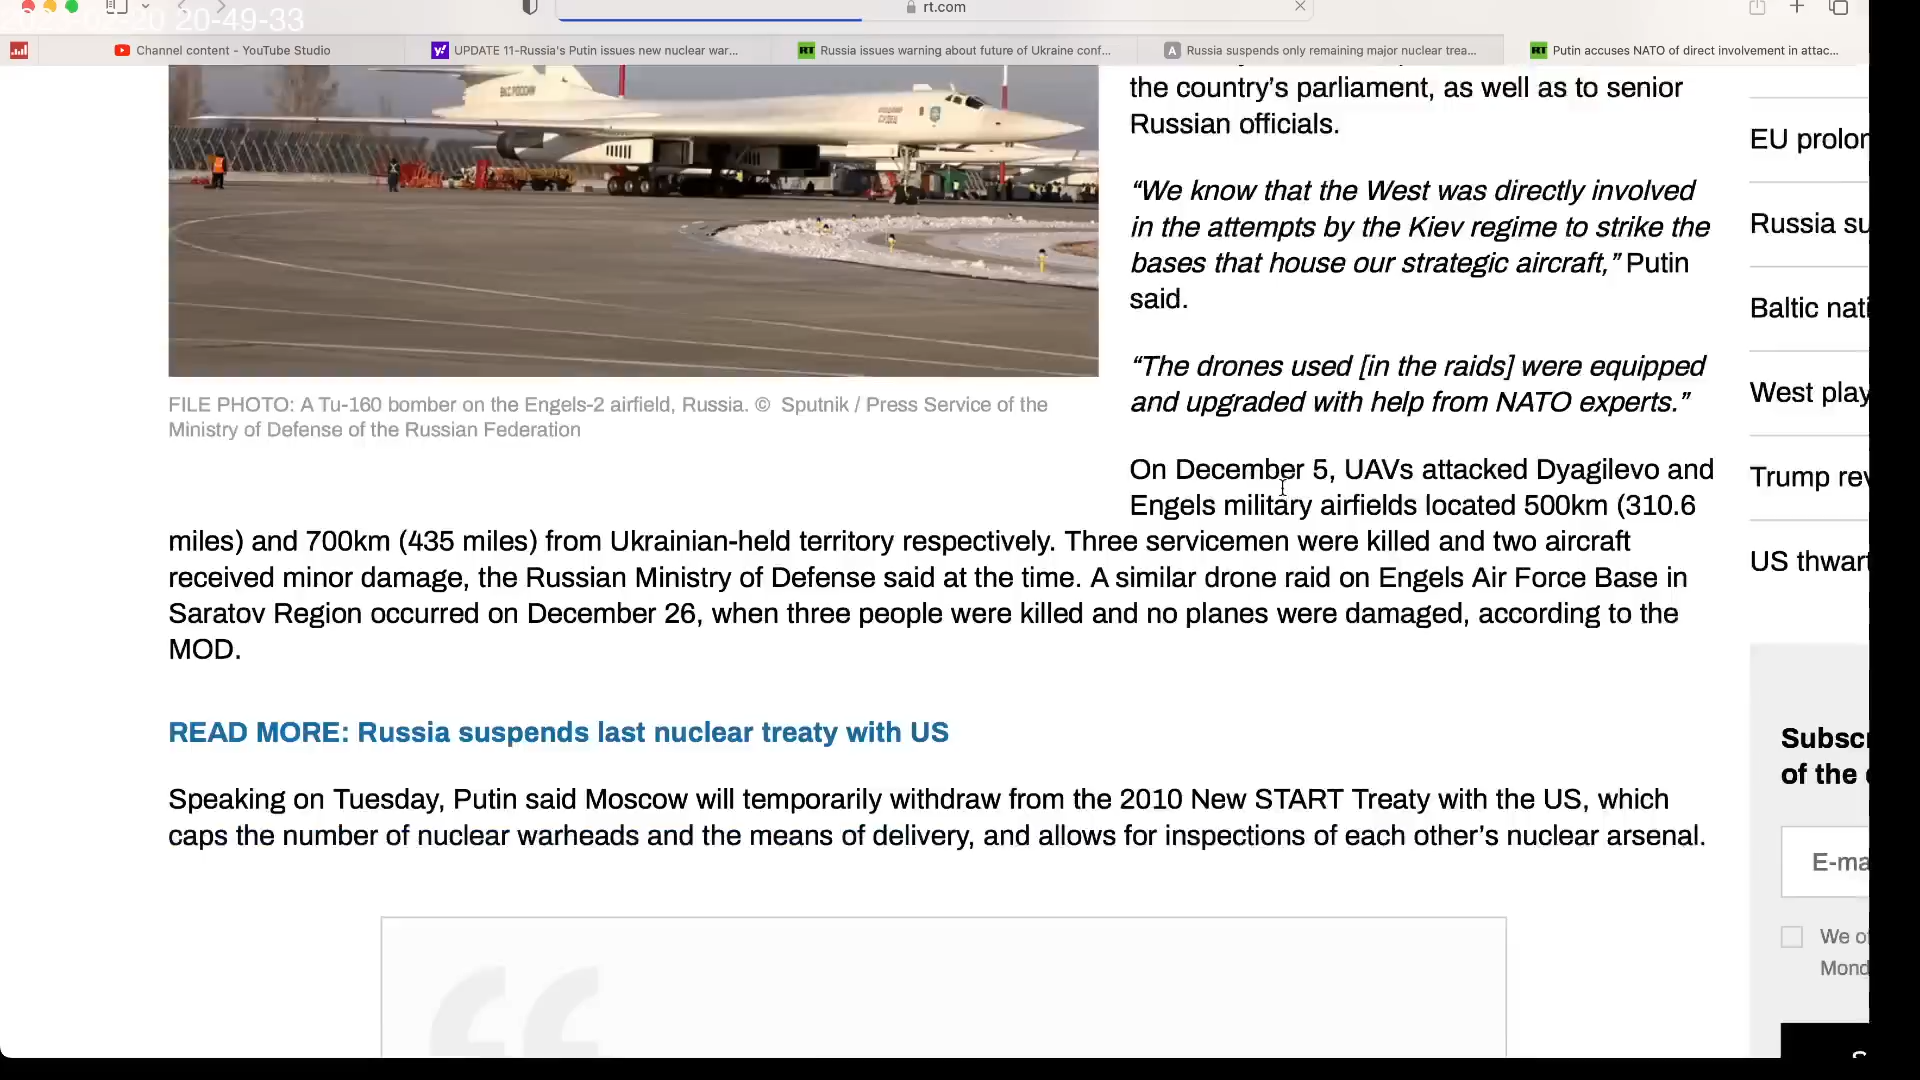 20-49-33
rt.com
Channel content - YouTube Studio
UPDATE 11-Russia's Putin issues new nuclear war...
RT
Russia issues warning about future of Ukraine conf...
A
Russia suspends only remaining major nuclear trea...
RT
Putin accuses NATO of direct involvement in attac...
ВКС РОССИИ
the country's parliament, as well as to senior
Russian officials.
“We know that the West was directly involved
in the attempts by the Kiev regime to strike the
bases that house our strategic aircraft,” Putin
said.
“The drones used [in the raids] were equipped
and upgraded with help from NATO experts.”
FILE PHOTO: A Tu-160 bomber on the Engels-2 airfield, Russia. © Sputnik / Press Service of the
Ministry of Defense of the Russian Federation
On December 5, UAVs attacked Dyagilevo and
Engels military airfields located 500km (310.6
miles) and 700km (435 miles) from Ukrainian-held territory respectively. Three servicemen were killed and two aircraft
received minor damage, the Russian Ministry of Defense said at the time. A similar drone raid on Engels Air Force Base in
Saratov Region occurred on December 26, when three people were killed and no planes were damaged, according to the
MOD.
READ MORE: Russia suspends last nuclear treaty with US
Speaking on Tuesday, Putin said Moscow will temporarily withdraw from the 2010 New START Treaty with the US, which
caps the number of nuclear warheads and the means of delivery, and allows for inspections of each other's nuclear arsenal.
“
EU prolon
Russia su
Baltic nati
West play
Trump rev
US thwart
Subscr
of the
E-ma
We of
Mond